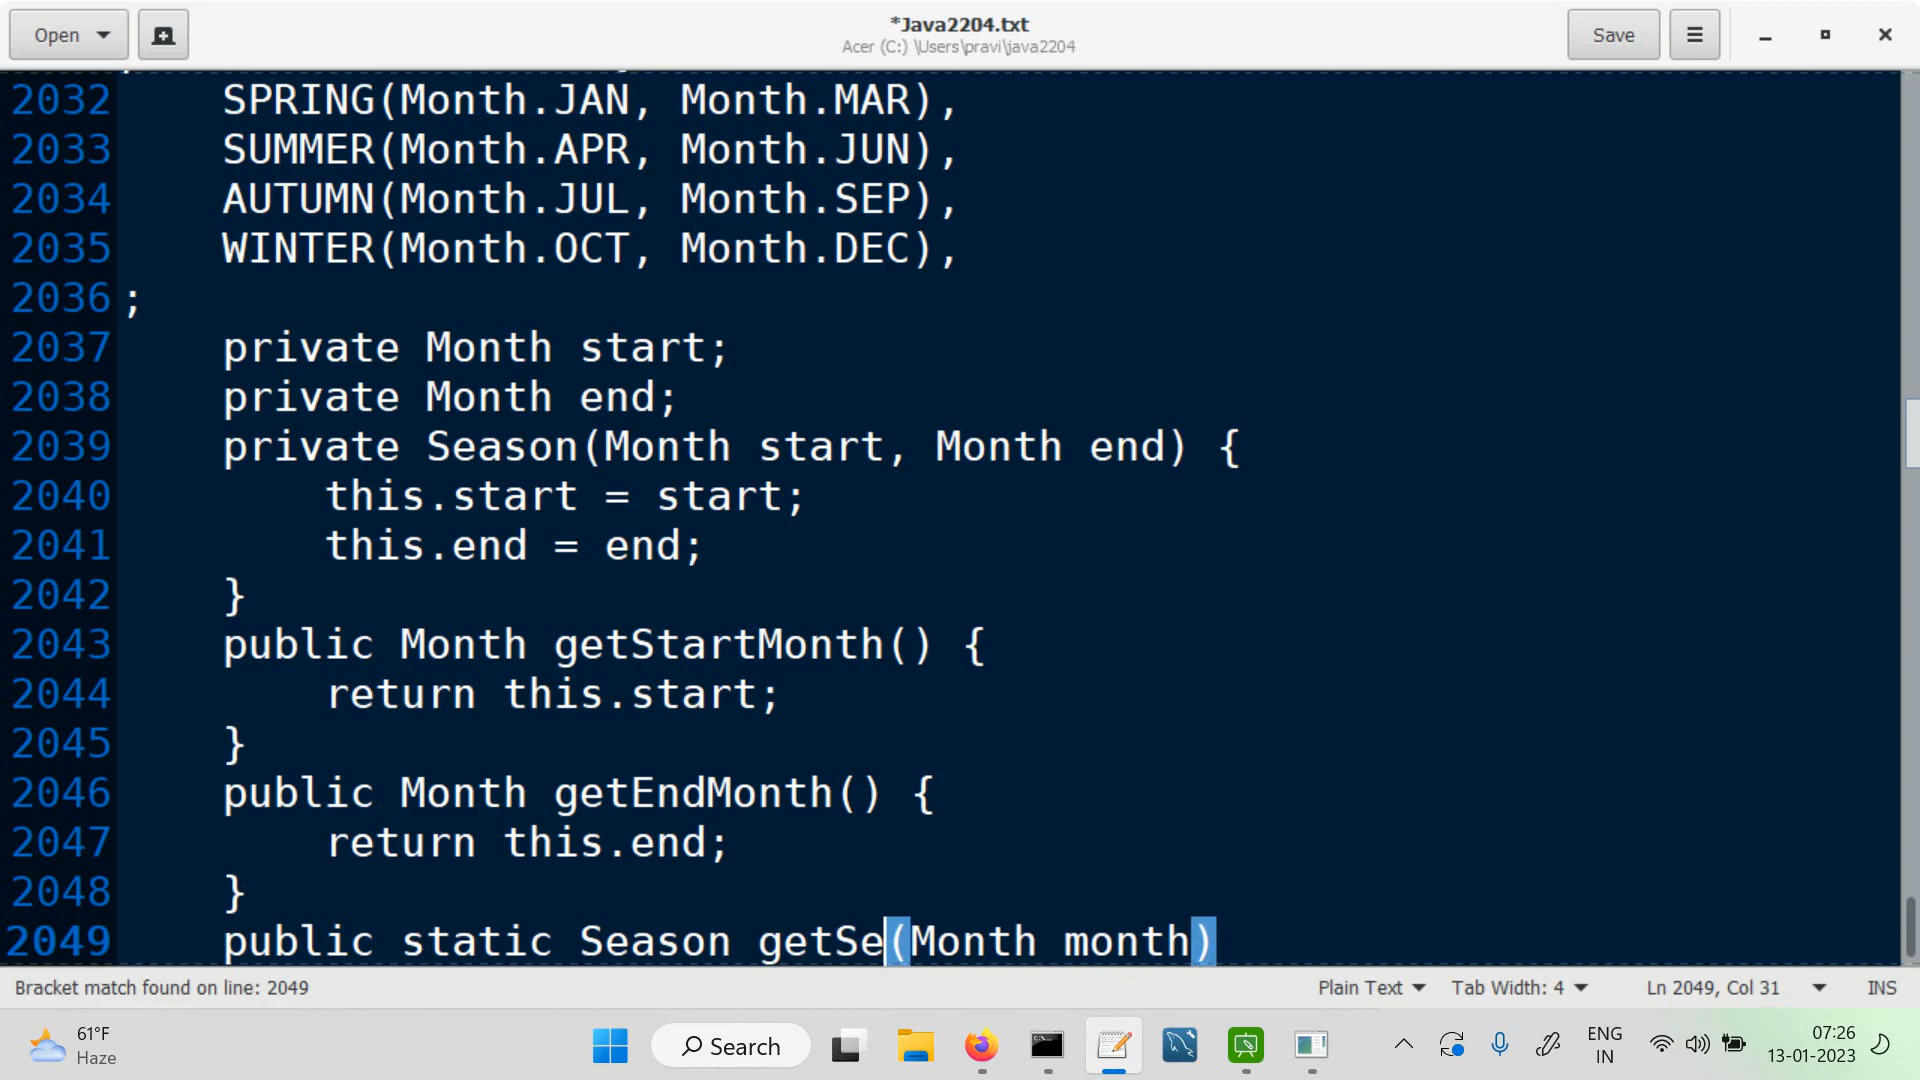 Open
*Java2204.txt
Acer (C:) \Users\pravi\java2204
Save
2032 SPRING(Month.JAN, Month.MAR),
2033 SUMMER(Month.APR, Month.JUN),
2034 AUTUMN(Month.JUL, Month.SEP),
2035 WINTER(Month.OCT, Month.DEC),
2036 ;
2037 private Month start;
2038 private Month end;
2039 private Season(Month start, Month end) {
2040 this.start = start;
2041 this.end = end;
2042 }
2043 public Month getStartMonth() {
2044 return this.start;
2045 }
2046 public Month getEndMonth() {
2047 return this.end;
2048 }
2049 public static Season getSe(Month month)
Bracket match found on line: 2049
Plain Text
Tab Width: 4
Ln 2049, Col 31
INS
61°F
Haze
Search
ENG
IN
07:26
13-01-2023